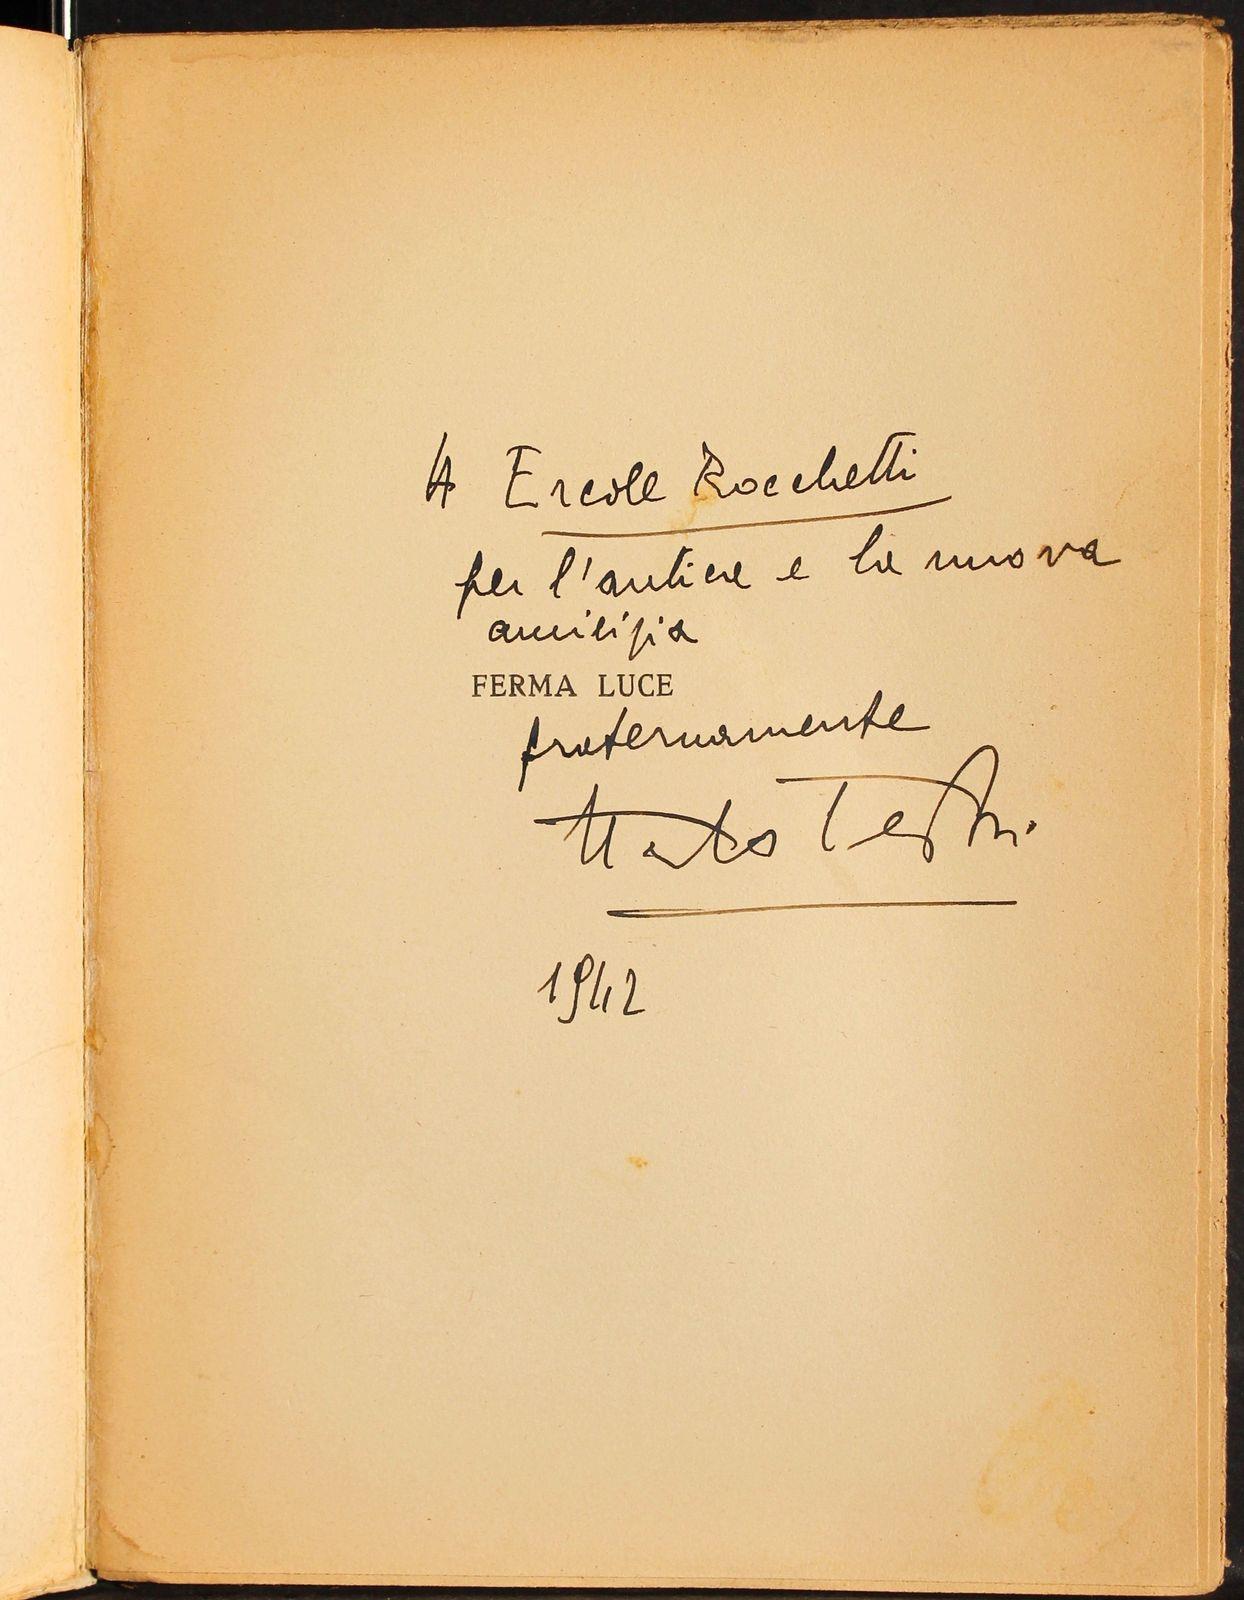 A Ercole Rocchetti
per l'antica e la nuova
amicizia
FERMA LUCE
fraternamente
1942